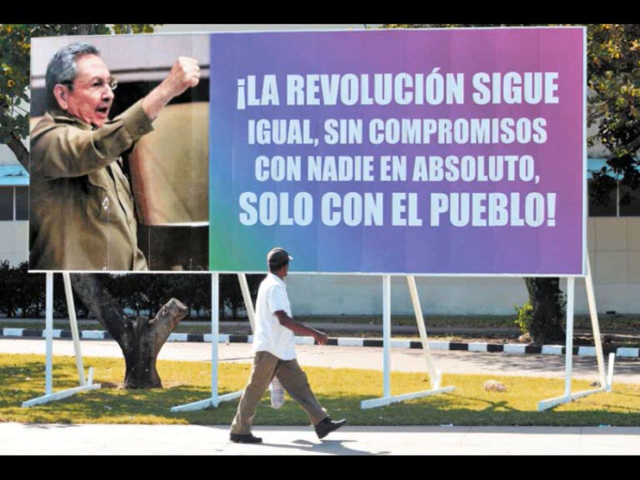 ¡LA REVOLUCIÓN SIGUE
IGUAL, SIN COMPROMISOS
CON NADIE EN ABSOLUTO,
SOLO CON EL PUEBLO!